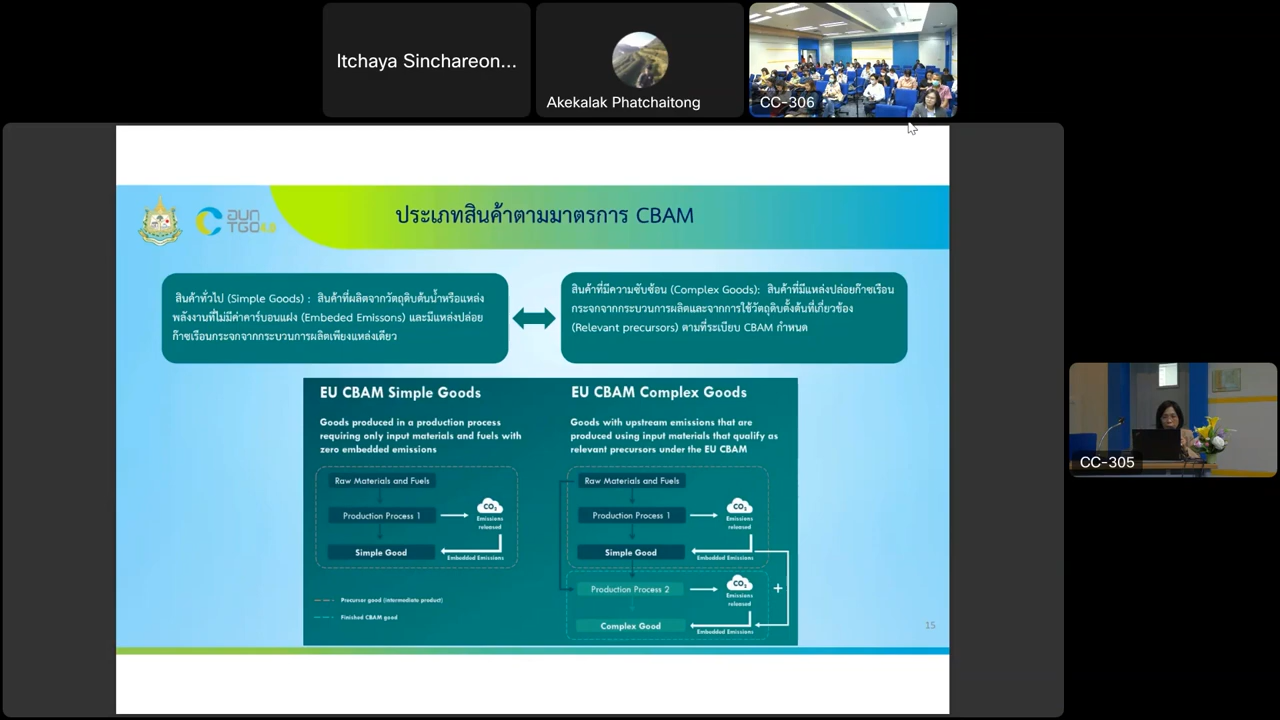 Itchaya Sinchareon...
Akekalak Phatchaitong
CC-306
อบก
TGO
ประเภทสินค้าตามมาตรการ CBAM
สินค้าทั่วไป (Simple Goods) : สินค้าที่ผลิตจากวัตถุดิบต้นน้ำหรือแหล่ง
พลังงานที่ไม่มีค่าคาร์บอนแฝง (Embeded Emissons) และมีแหล่งปล่อย
ก๊าซเรือนกระจกจากกระบวนการผลิตเพียงแหล่งเดียว
สินค้าที่มีความซับซ้อน (Complex Goods): สินค้าที่มีแหล่งปล่อยก๊าซเรือน
กระจกจากกระบวนการผลิตและจากการใช้วัตถุดิบตั้งต้นที่เกี่ยวข้อง
(Relevant precursors) ตามที่ระเบียบ CBAM กำหนด
EU CBAM Simple Goods
Goods produced in a production process
requiring only input materials and fuels with
zero embedded emissions
Raw Materials and Fuels
Production Process 1
CO₂
Emissions
released
Simple Good
Embedded Emissions
Precursor good (intermediate product)
Finished CBAM good
EU CBAM Complex Goods
Goods with upstream emissions that are
produced using input materials that qualify as
relevant precursors under the EU CBAM
Raw Materials and Fuels
Production Process 1
CO₂
Emissions
released
Simple Good
Embedded Emissions
Production Process 2
CO₂
Emissions
released
+
Complex Good
Embedded Emissions
15
CC-305